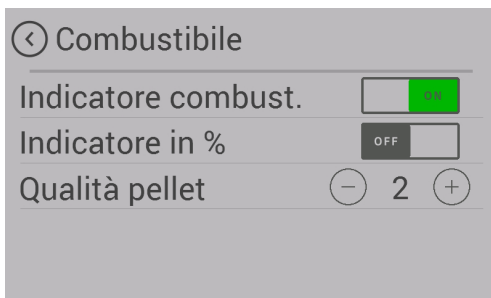 Combustibile
Indicatore combust. ON
Indicatore in % OFF
Qualità pellet - 2 +